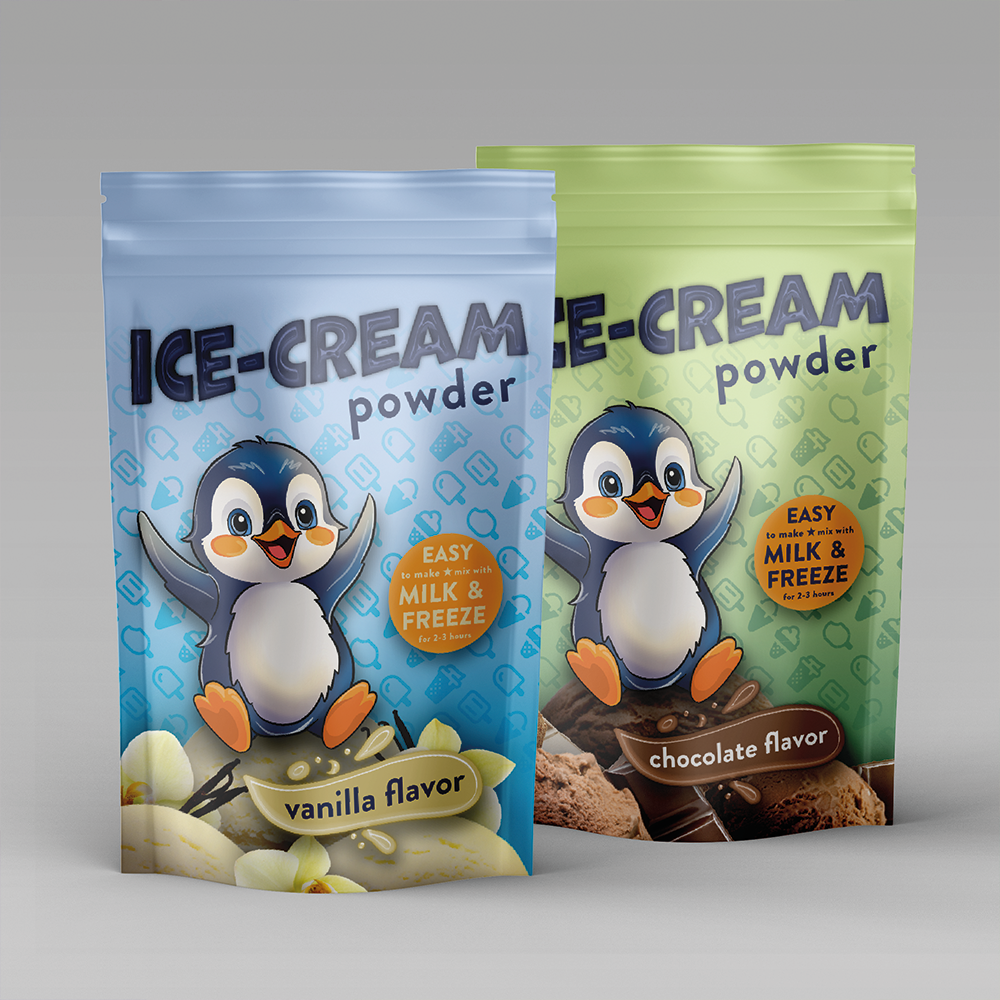 ICE-CREAM
powder
EASY
to make ★ mix with
MILK &
FREEZE
for 2-3 hours
vanilla flavor
CE-CREAM
powder
EASY
to make ★ mix with
MILK &
FREEZE
for 2-3 hours
chocolate flavor